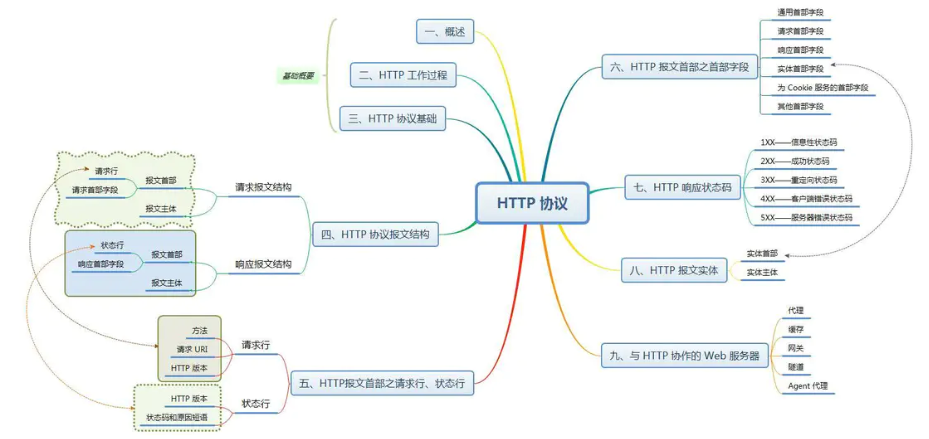 HTTP 协议
一、概述
二、HTTP 工作过程
三、HTTP 协议基础
基础概要
四、HTTP 协议报文结构
请求报文结构
报文首部
请求行
请求首部字段
报文主体
响应报文结构
报文首部
状态行
响应首部字段
报文主体
五、HTTP报文首部之请求行、状态行
请求行
方法
请求 URI
HTTP 版本
状态行
HTTP 版本
状态码和原因短语
六、HTTP 报文首部之首部字段
通用首部字段
请求首部字段
响应首部字段
实体首部字段
为 Cookie 服务的首部字段
其他首部字段
七、HTTP 响应状态码
1XX——信息性状态码
2XX——成功状态码
3XX——重定向状态码
4XX——客户端错误状态码
5XX——服务器错误状态码
八、HTTP 报文实体
实体首部
实体主体
九、与 HTTP 协作的 Web 服务器
代理
缓存
网关
隧道
Agent 代理